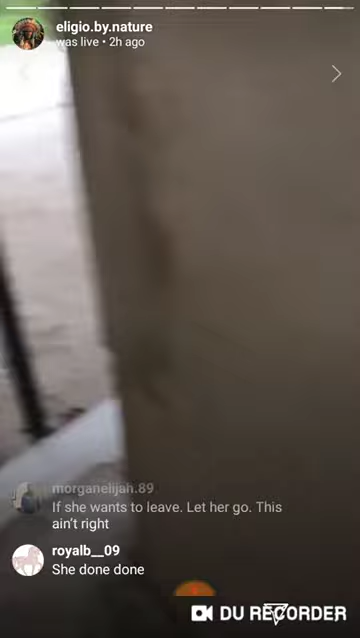 eligio.by.nature
was live • 2h ago
morganelijah.89
If she wants to leave. Let her go. This
ain't right
royalb__09
She done done
DU RECORDER